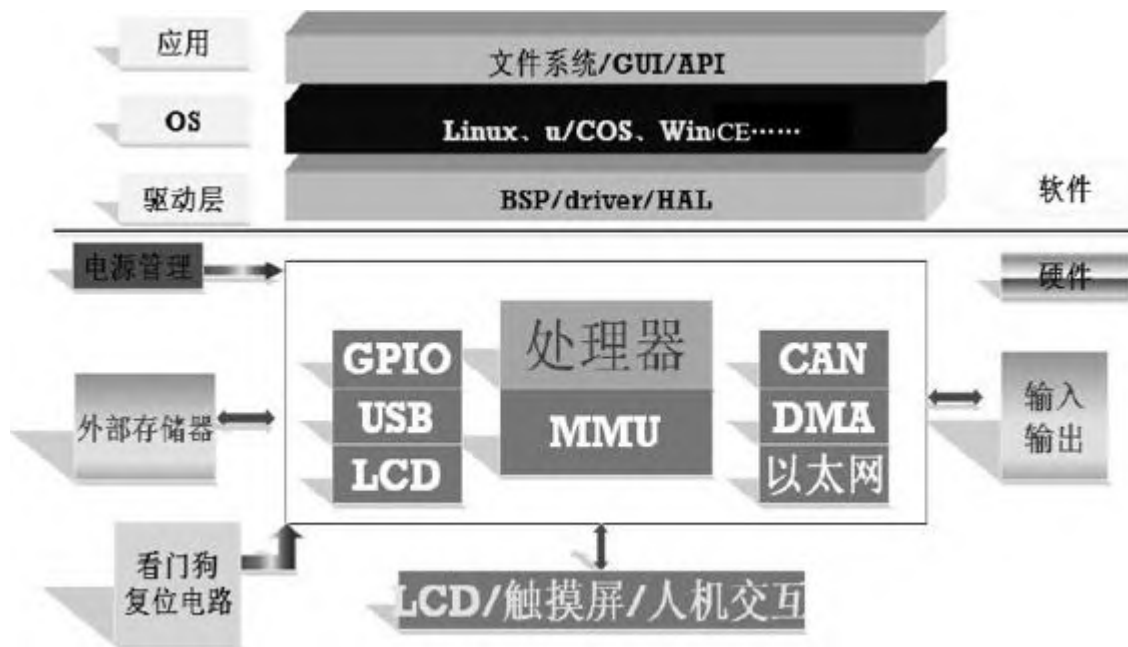 应用
文件系统/GUI/API
OS
Linux、u/COS、WinCE……
驱动层
BSP/driver/HAL
软件
电源管理
硬件
GPIO
处理器
CAN
外部存储器
USB
MMU
DMA
输入
输出
LCD
以太网
看门狗
复位电路
LCD/触摸屏/人机交互